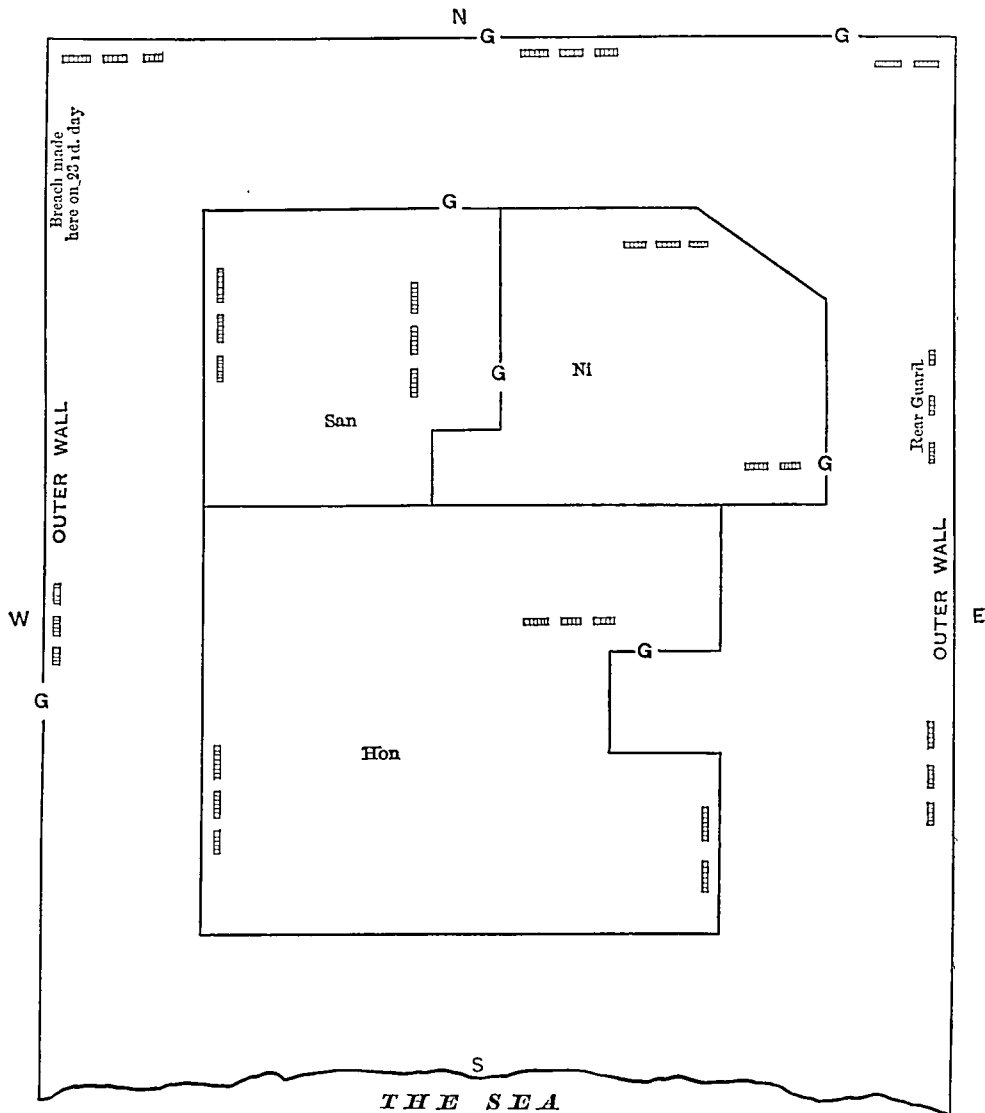 N
G
G
Breach made
here on 23rd. day
G
G
Ni
San
Rear Guard
OUTER WALL
G
OUTER WALL
W
E
G
G
Hon
S
THE SEA